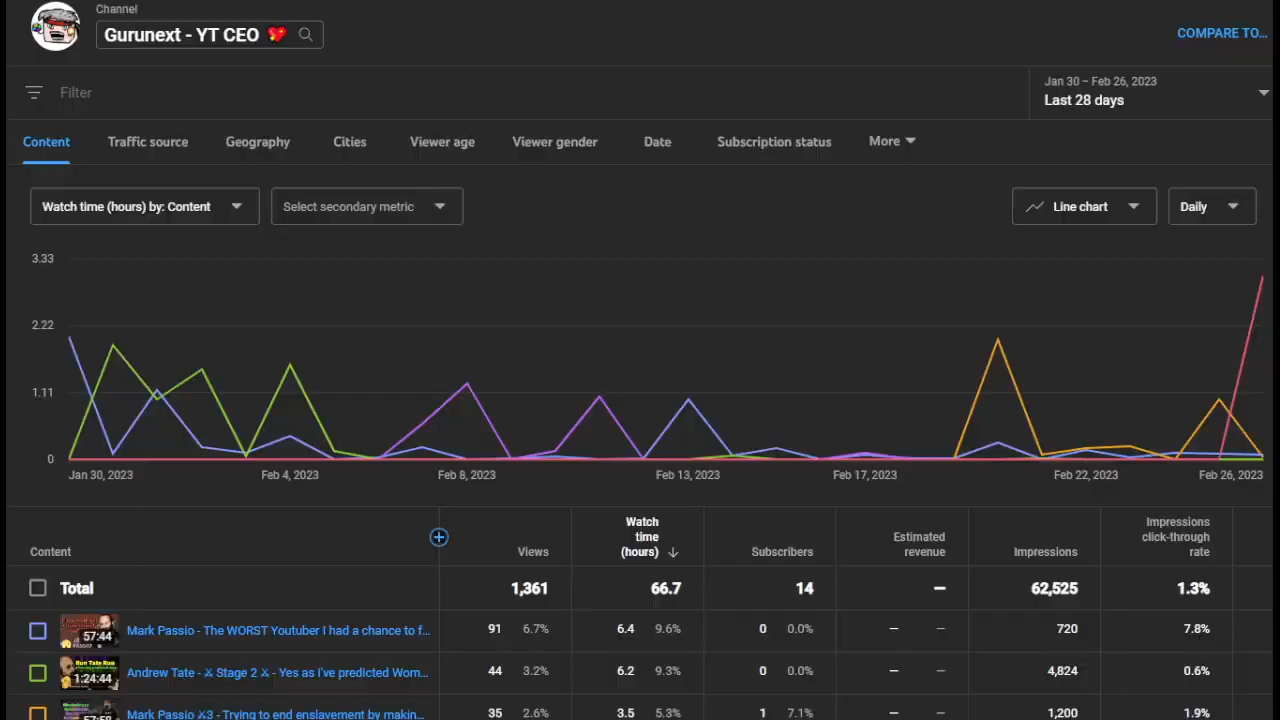 Channel
Gurunext - YT CEO 💖
COMPARE TO...
Filter
Jan 30 – Feb 26, 2023
Last 28 days
Content Traffic source Geography Cities Viewer age Viewer gender Date Subscription status More
Watch time (hours) by: Content
Select secondary metric
Line chart
Daily
3.33
2.22
1.11
0
Jan 30, 2023 Feb 4, 2023 Feb 8, 2023 Feb 13, 2023 Feb 17, 2023 Feb 22, 2023 Feb 26, 2023
Content
Views
Watch
time
(hours)
Subscribers
Estimated
revenue
Impressions
Impressions
click-through
rate
Total 1,361 66.7 14 — 62,525 1.3%
57:44
Mark Passio - The WORST Youtuber I had a chance to f... 91 6.7% 6.4 9.6% 0 0.0% — — 720 7.8%
Run Tate Run
1:24:44
Andrew Tate - ⚔ Stage 2 ⚔ - Yes as I've predicted Wom... 44 3.2% 6.2 9.3% 0 0.0% — — 4,824 0.6%
Mark Passio ⚔3 - Trying to end enslavement by makin... 35 2.6% 3.5 5.3% 1 7.1% — — 1,200 1.9%